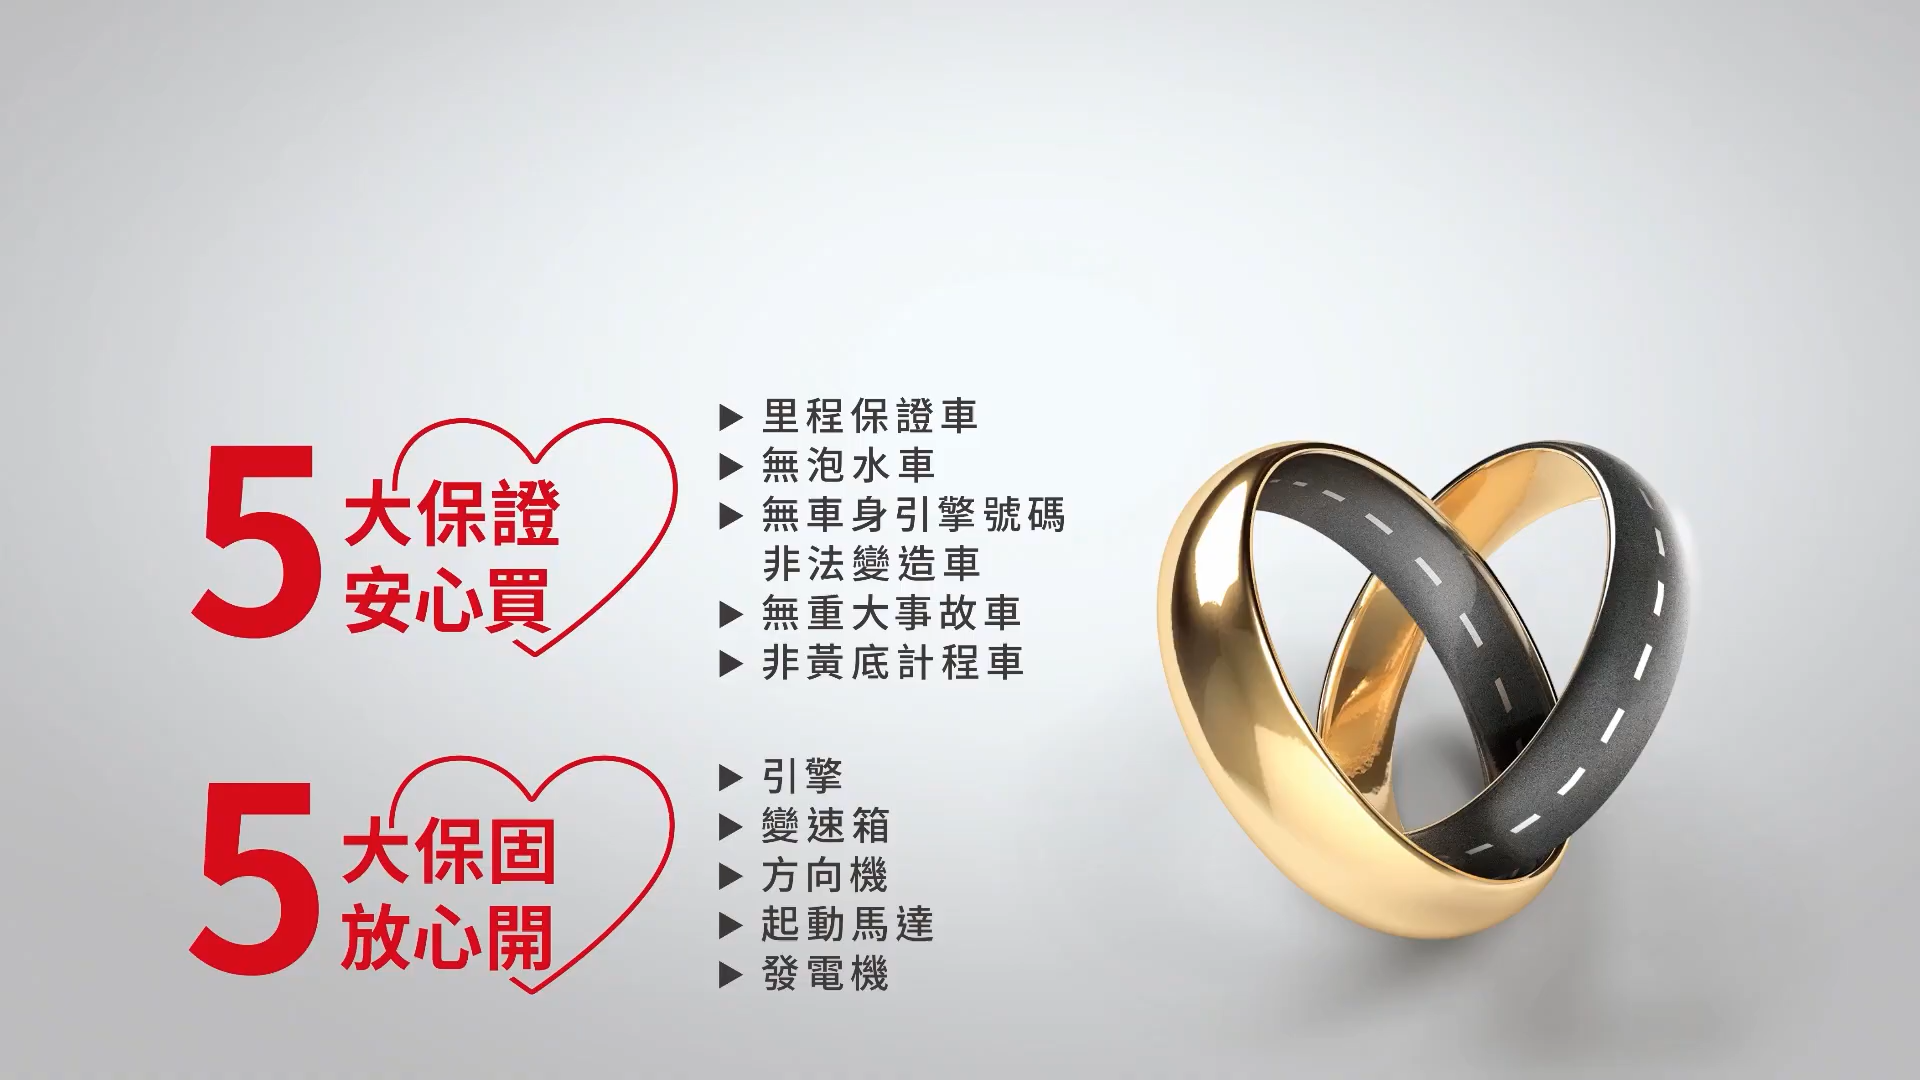 5大保證
安心買
▶ 里程保證車
▶ 無泡水車
▶ 無車身引擎號碼
非法變造車
▶ 無重大事故車
▶ 非黃底計程車
5大保固
放心開
▶ 引擎
▶ 變速箱
▶ 方向機
▶ 起動馬達
▶ 發電機